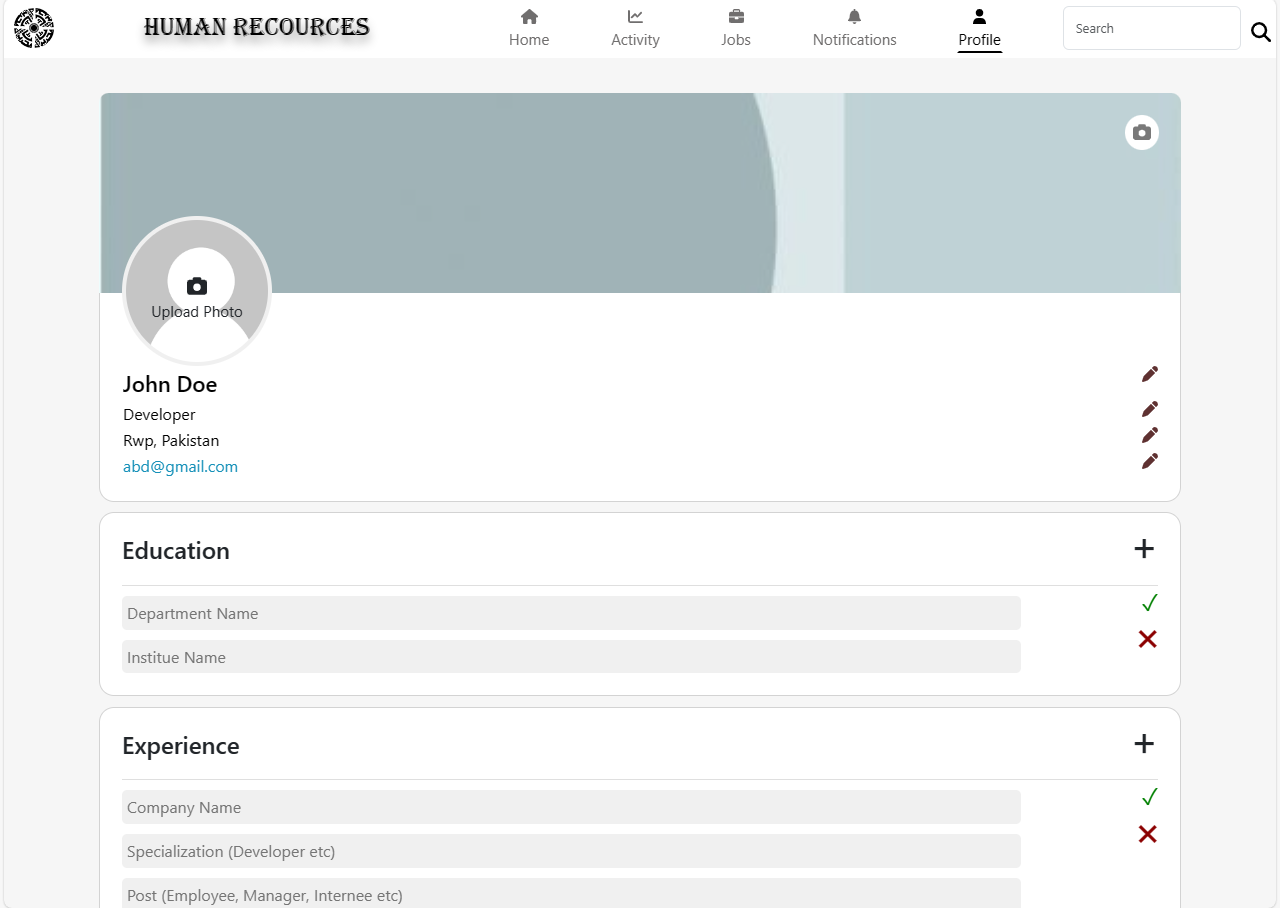 HUMAN RECOURCES
Home
Activity
Jobs
Notifications
Profile
Search
Upload Photo
John Doe
Developer
Rwp, Pakistan
abd@gmail.com
Education
Department Name
Institue Name
Experience
Company Name
Specialization (Developer etc)
Post (Employee, Manager, Internee etc)